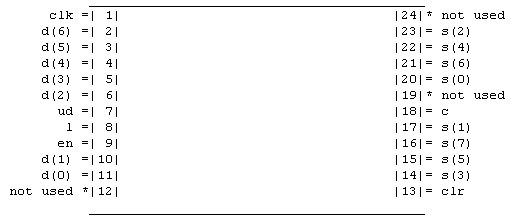 clk =| 1| |24|* not used
d(6) =| 2| |23|= s(2)
d(5) =| 3| |22|= s(4)
d(4) =| 4| |21|= s(6)
d(3) =| 5| |20|= s(0)
d(2) =| 6| |19|* not used
ud =| 7| |18|= c
l =| 8| |17|= s(1)
en =| 9| |16|= s(7)
d(1) =|10| |15|= s(5)
d(0) =|11| |14|= s(3)
not used *|12| |13|= clr